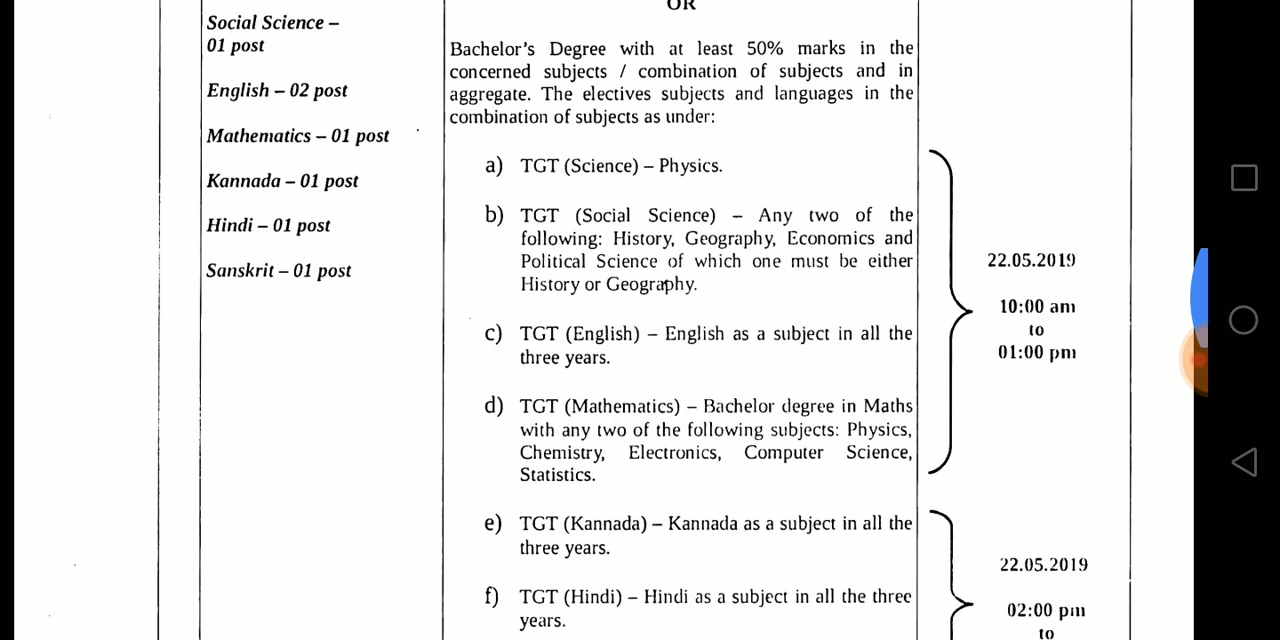 OR
Social Science –
01 post
English – 02 post
Mathematics – 01 post
Kannada – 01 post
Hindi – 01 post
Sanskrit – 01 post
Bachelor's Degree with at least 50% marks in the
concerned subjects / combination of subjects and in
aggregate. The electives subjects and languages in the
combination of subjects as under:
a) TGT (Science) – Physics.
b) TGT (Social Science) – Any two of the
following: History, Geography, Economics and
Political Science of which one must be either
History or Geography.
c) TGT (English) – English as a subject in all the
three years.
d) TGT (Mathematics) – Bachelor degree in Maths
with any two of the following subjects: Physics,
Chemistry, Electronics, Computer Science,
Statistics.
e) TGT (Kannada) – Kannada as a subject in all the
three years.
f) TGT (Hindi) – Hindi as a subject in all the three
years.
22.05.2019
10:00 am
to
01:00 pm
22.05.2019
02:00 pm
to